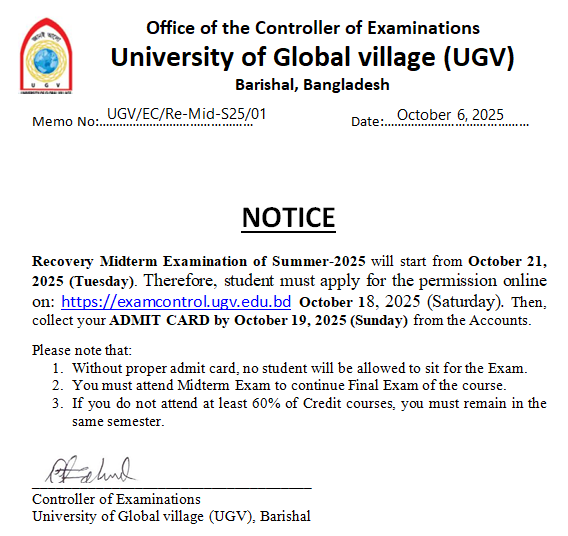 Office of the Controller of Examinations
University of Global village (UGV)
Barishal, Bangladesh
Memo No:....UGV/EC/Re-Mid-S25/01
Date:....October 6, 2025
NOTICE
Recovery Midterm Examination of Summer-2025 will start from October 21,
2025 (Tuesday). Therefore, student must apply for the permission online
on: https://examcontrol.ugv.edu.bd October 18, 2025 (Saturday). Then,
collect your ADMIT CARD by October 19, 2025 (Sunday) from the Accounts.
Please note that:
1. Without proper admit card, no student will be allowed to sit for the Exam.
2. You must attend Midterm Exam to continue Final Exam of the course.
3. If you do not attend at least 60% of Credit courses, you must remain in the
same semester.
Controller of Examinations
University of Global village (UGV), Barishal